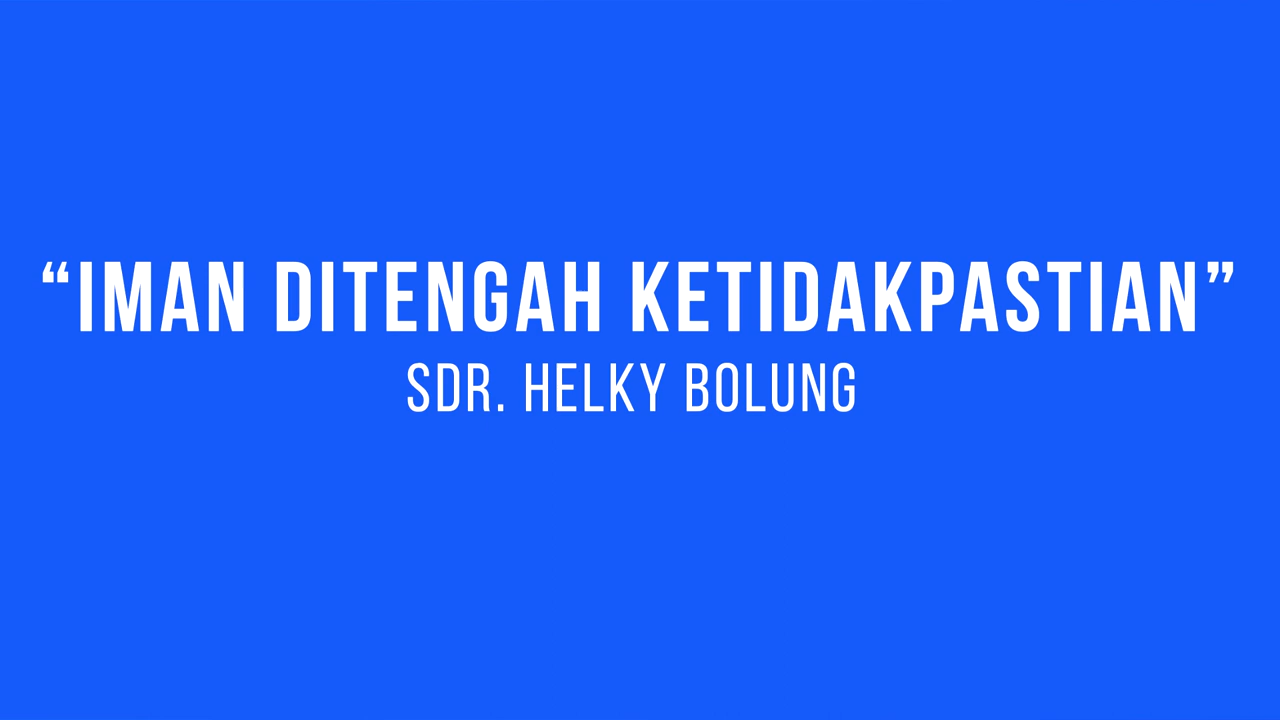 “IMAN DITENGAH KETIDAKPASTIAN”
SDR. HELKY BOLUNG